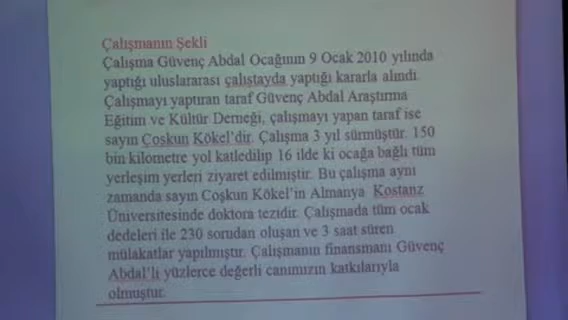 Çalışmanın Şekli
Çalışma Güvenç Abdal Ocağının 9 Ocak 2010 yılında
yaptığı uluslararası çalıştayda yaptığı kararla alındı.
Çalışmayı yaptıran taraf Güvenç Abdal Araştırma
Eğitim ve Kültür Derneği, çalışmayı yapan taraf ise
sayın Coskun Kökel'dir. Çalışma 3 yıl sürmüştür. 150
bin kilometre yol katledilip 16 ilde ki ocağa bağlı tüm
yerleşim yerleri ziyaret edilmiştir. Bu çalışma aynı
zamanda sayın Coşkun Kökel'in Almanya Kostanz
Üniversitesinde doktora tezidir. Çalışmada tüm ocak
dedeleri ile 230 sorudan oluşan ve 3 saat süren
mülakatlar yapılmıştır. Çalışmanın finansmanı Güvenç
Abdal'lı yüzlerce değerli canımızın katkılarıyla
olmuştur.